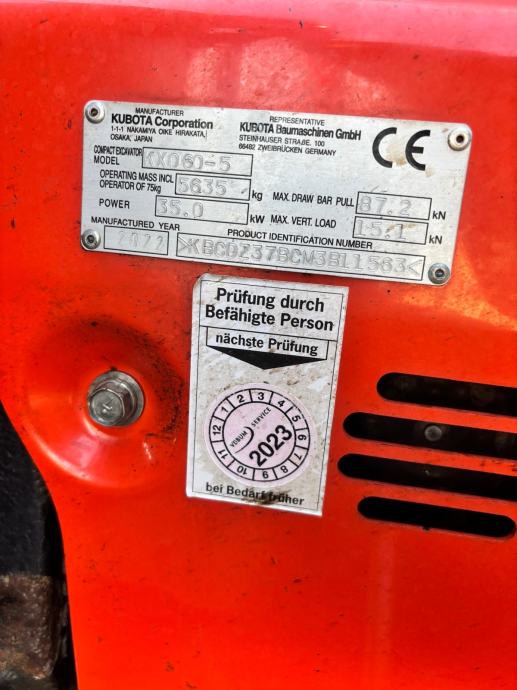 MANUFACTURER
KUBOTA Corporation
1-1-1 NAKAMIYA OIKE HIRAKATA,
OSAKA, JAPAN
REPRESENTATIVE
KUBOTA Baumaschinen GmbH
STEINHAUSER STRAßE. 100
66482 ZWEIBRÜCKEN GERMANY
CE
COMPACT EXCAVATOR
MODEL KX060-5
OPERATING MASS INCL
OPERATOR OF 75kg 5635 kg
MAX. DRAW BAR PULL 87.2 kN
POWER 35.0 kW
MAX. VERT. LOAD 15.1 kN
MANUFACTURED YEAR 2022
PRODUCT IDENTIFICATION NUMBER
>KBCDZ37BCM3B11563<
Prüfung durch
Befähigte Person
nächste Prüfung
1 2 3 4 5 6 7 8 9 10 11 12
VERUM SERVICE
2023
bei Bedarf früher